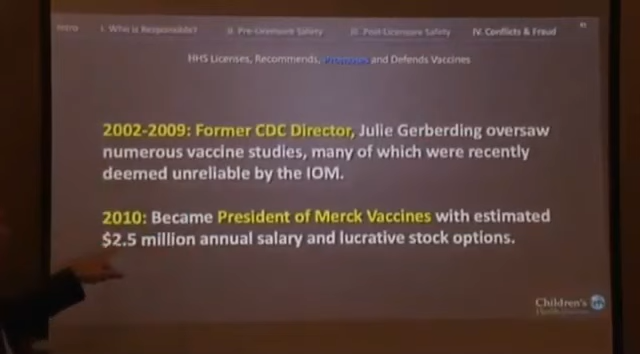 Intro I. Who is Responsible? II. Pre-Licensure Safety III. Post Licensure Safety IV. Conflicts & Fraud
HHS Licenses, Recommends, Promotes and Defends Vaccines
2002-2009: Former CDC Director, Julie Gerberding oversaw
numerous vaccine studies, many of which were recently
deemed unreliable by the IOM.
2010: Became President of Merck Vaccines with estimated
$2.5 million annual salary and lucrative stock options.
Children's